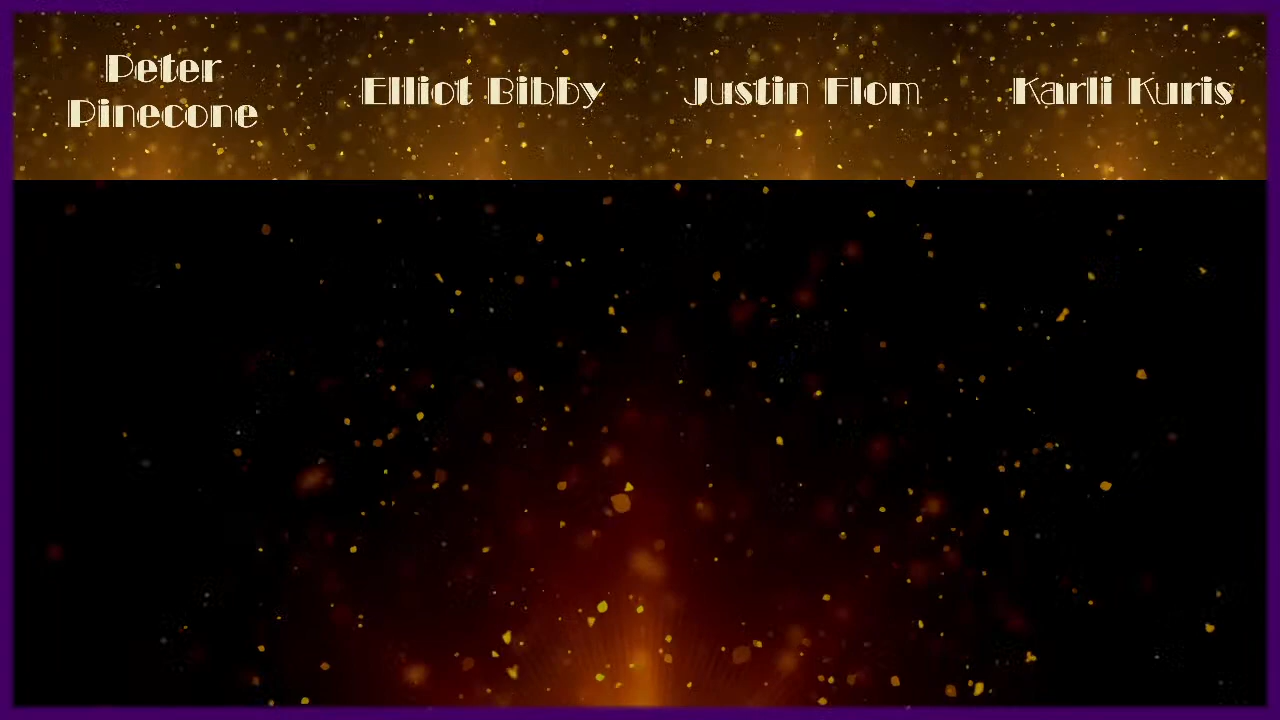 Peter
Pinecone
Elliot Bibby
Justin Flom
Karli Kuris